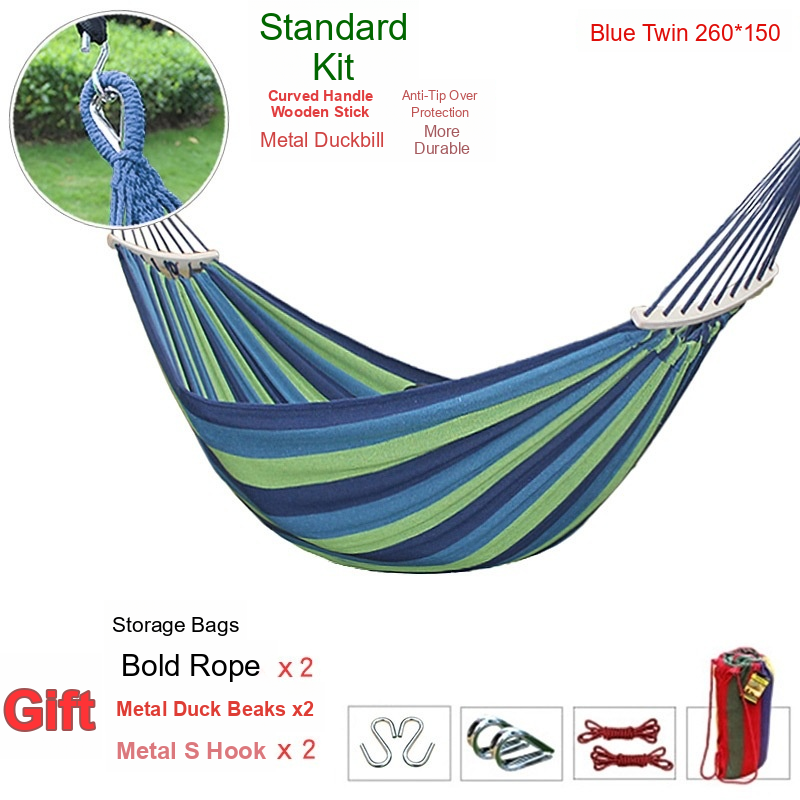 Standard
Kit
Blue Twin 260*150
Curved Handle
Wooden Stick
Metal Duckbill
Anti-Tip Over
Protection
More
Durable
Storage Bags
Bold Rope x 2
Gift
Metal Duck Beaks x2
Metal S Hook x 2